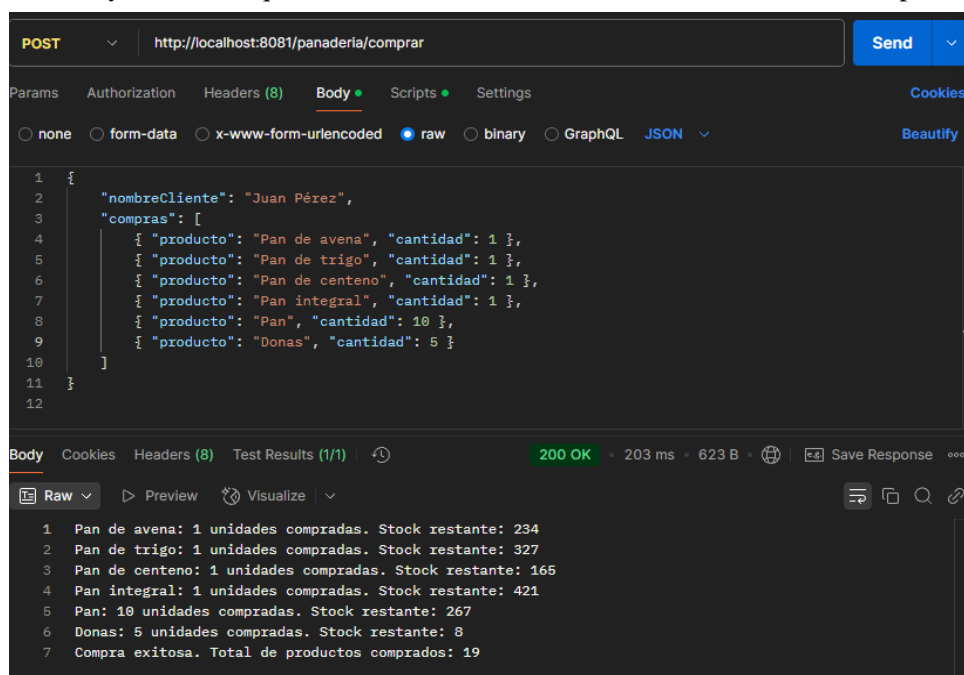 POST http://localhost:8081/panaderia/comprar Send
Params Authorization Headers (8) Body Scripts Settings Cookies
none form-data x-www-form-urlencoded raw binary GraphQL JSON Beautify
1 {
2 "nombreCliente": "Juan Pérez",
3 "compras": [
4 { "producto": "Pan de avena", "cantidad": 1 },
5 { "producto": "Pan de trigo", "cantidad": 1 },
6 { "producto": "Pan de centeno", "cantidad": 1 },
7 { "producto": "Pan integral", "cantidad": 1 },
8 { "producto": "Pan", "cantidad": 10 },
9 { "producto": "Donas", "cantidad": 5 }
10 ]
11 }
12
Body Cookies Headers (8) Test Results (1/1) 200 OK 203 ms 623 B e.g. Save Response
Raw Preview Visualize
1 Pan de avena: 1 unidades compradas. Stock restante: 234
2 Pan de trigo: 1 unidades compradas. Stock restante: 327
3 Pan de centeno: 1 unidades compradas. Stock restante: 165
4 Pan integral: 1 unidades compradas. Stock restante: 421
5 Pan: 10 unidades compradas. Stock restante: 267
6 Donas: 5 unidades compradas. Stock restante: 8
7 Compra exitosa. Total de productos comprados: 19